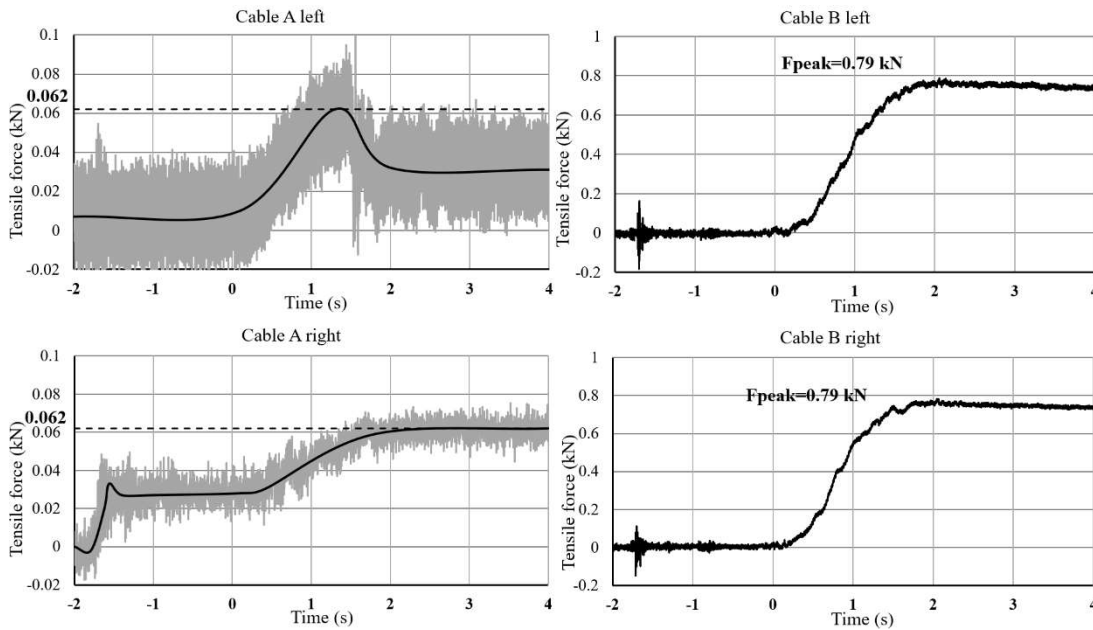 Cable A left
0.1
0.08
0.062
0.06
0.04
0.02
0
-0.02
Tensile force (kN)
-2 -1 0 1 2 3 4
Time (s)
Cable B left
1
0.8
0.6
0.4
0.2
0
-0.2
Tensile force (kN)
Fpeak=0.79 kN
-2 -1 0 1 2 3 4
Time (s)
Cable A right
0.1
0.08
0.062
0.06
0.04
0.02
0
-0.02
Tensile force (kN)
-2 -1 0 1 2 3 4
Time (s)
Cable B right
1
0.8
0.6
0.4
0.2
0
-0.2
Tensile force (kN)
Fpeak=0.79 kN
-2 -1 0 1 2 3 4
Time (s)